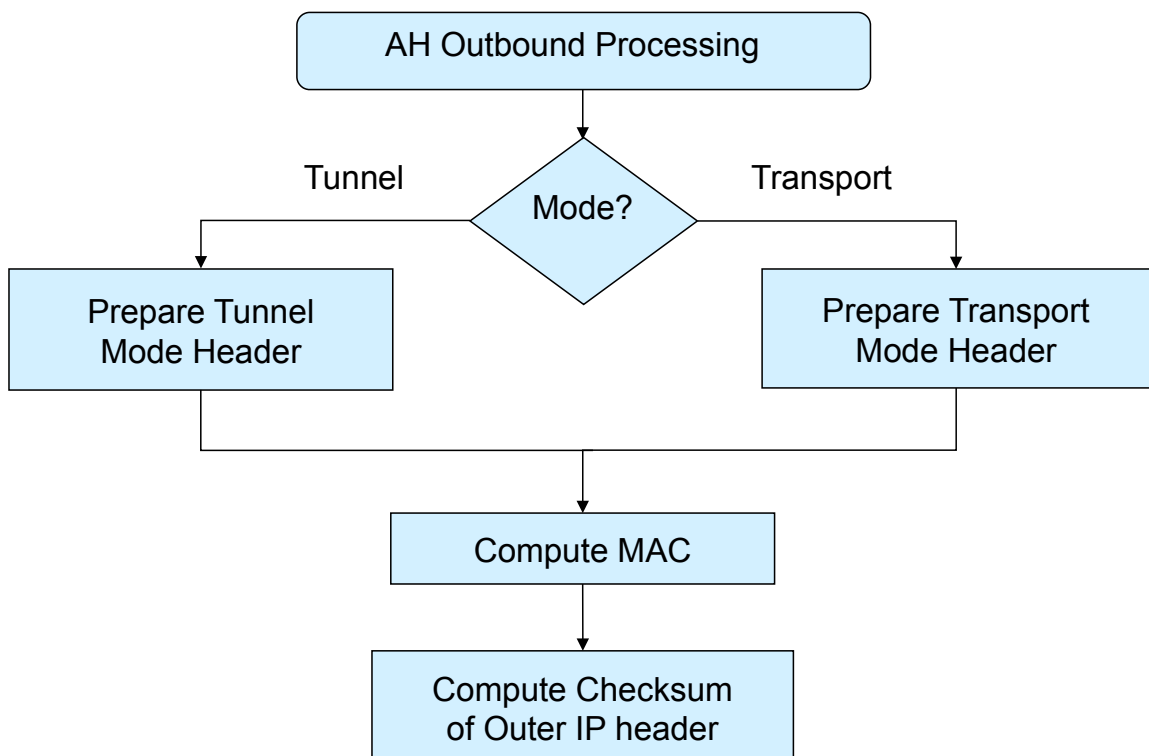 AH Outbound Processing
Tunnel
Transport
Mode?
Prepare Tunnel
Mode Header
Prepare Transport
Mode Header
Compute MAC
Compute Checksum
of Outer IP header